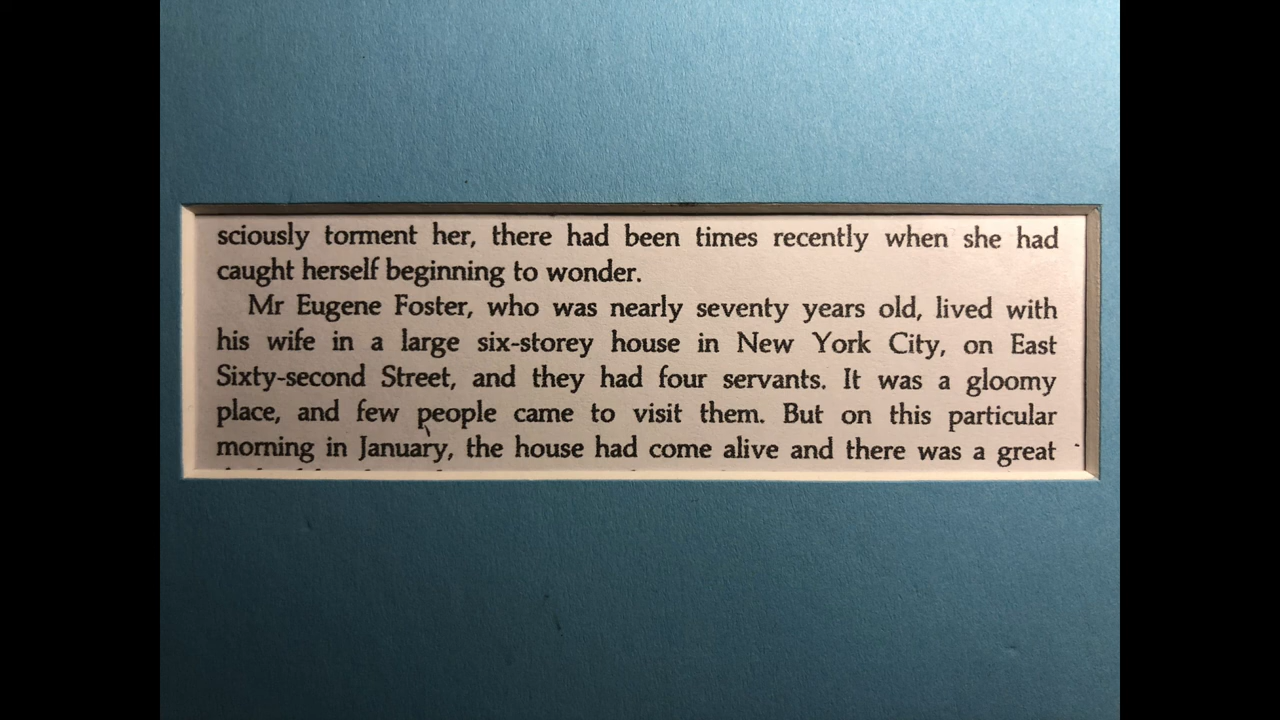 sciously torment her, there had been times recently when she had
caught herself beginning to wonder.
Mr Eugene Foster, who was nearly seventy years old, lived with
his wife in a large six-storey house in New York City, on East
Sixty-second Street, and they had four servants. It was a gloomy
place, and few people came to visit them. But on this particular
morning in January, the house had come alive and there was a great